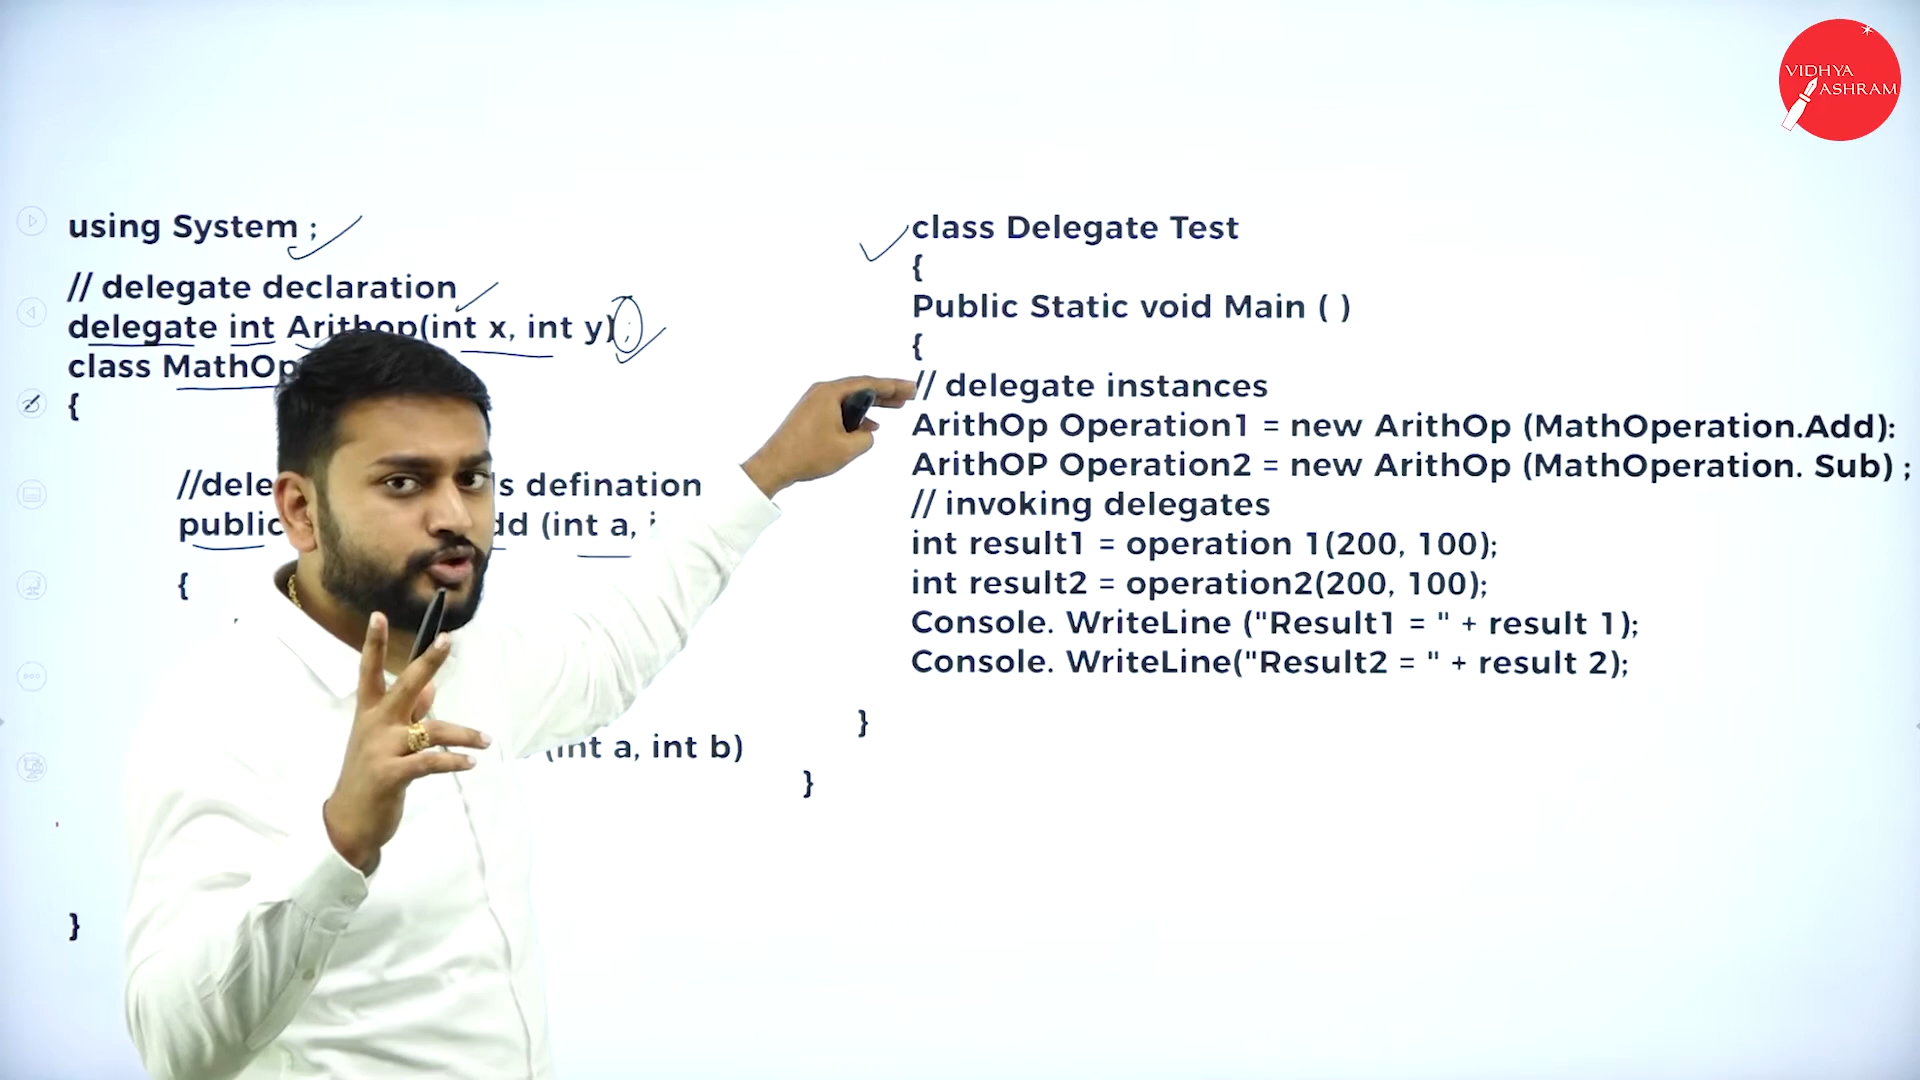 VIDHYA
ASHRAM
using System ;
// delegate declaration
delegate int Arithop(int x, int y) ;
class MathOp
{
//dele s defination
public dd (int a,
{
(int a, int b)
}
class Delegate Test
{
Public Static void Main ( )
{
// delegate instances
ArithOp Operation1 = new ArithOp (MathOperation.Add):
ArithOP Operation2 = new ArithOp (MathOperation. Sub) ;
// invoking delegates
int result1 = operation 1(200, 100);
int result2 = operation2(200, 100);
Console. WriteLine ("Result1 = " + result 1);
Console. WriteLine("Result2 = " + result 2);
}
}